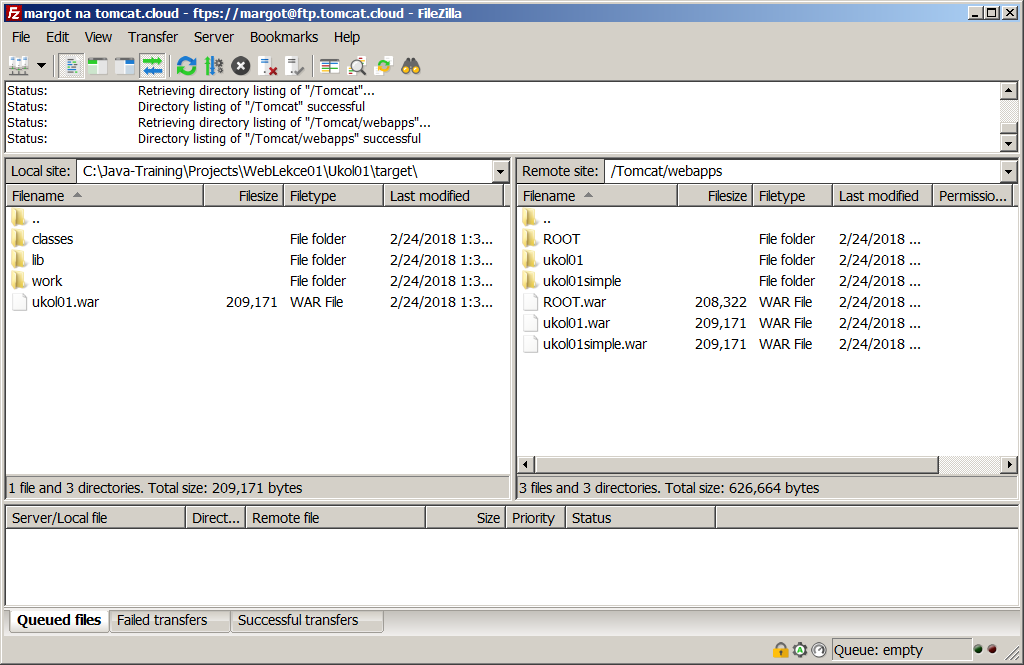 margot na tomcat.cloud - ftps://margot@ftp.tomcat.cloud - FileZilla
File Edit View Transfer Server Bookmarks Help
Status: Retrieving directory listing of "/Tomcat"...
Status: Directory listing of "/Tomcat" successful
Status: Retrieving directory listing of "/Tomcat/webapps"...
Status: Directory listing of "/Tomcat/webapps" successful
Local site: C:\Java-Training\Projects\WebLekce01\Ukol01\target\
Filename Filesize Filetype Last modified
..
classes File folder 2/24/2018 1:3...
lib File folder 2/24/2018 1:3...
work File folder 2/24/2018 1:3...
ukol01.war 209,171 WAR File 2/24/2018 1:3...
1 file and 3 directories. Total size: 209,171 bytes
Remote site: /Tomcat/webapps
Filename Filesize Filetype Last modified Permissio...
..
ROOT File folder 2/24/2018 ...
ukol01 File folder 2/24/2018 ...
ukol01simple File folder 2/24/2018 ...
ROOT.war 208,322 WAR File 2/24/2018 ...
ukol01.war 209,171 WAR File 2/24/2018 ...
ukol01simple.war 209,171 WAR File 2/24/2018 ...
3 files and 3 directories. Total size: 626,664 bytes
Server/Local file Direct... Remote file Size Priority Status
Queued files Failed transfers Successful transfers
Queue: empty